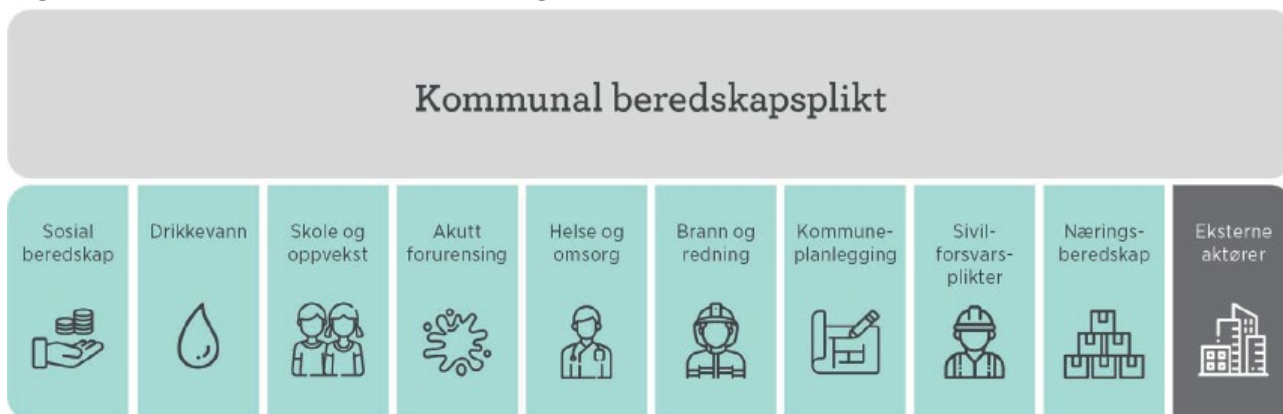 Kommunal beredskapsplikt
Sosial
beredskap
Drikkevann
Skole og
oppvekst
Akutt
forurensing
Helse og
omsorg
Brann og
redning
Kommune-
planlegging
Sivil-
forsvars-
plikter
Nærings-
beredskap
Eksterne
aktører